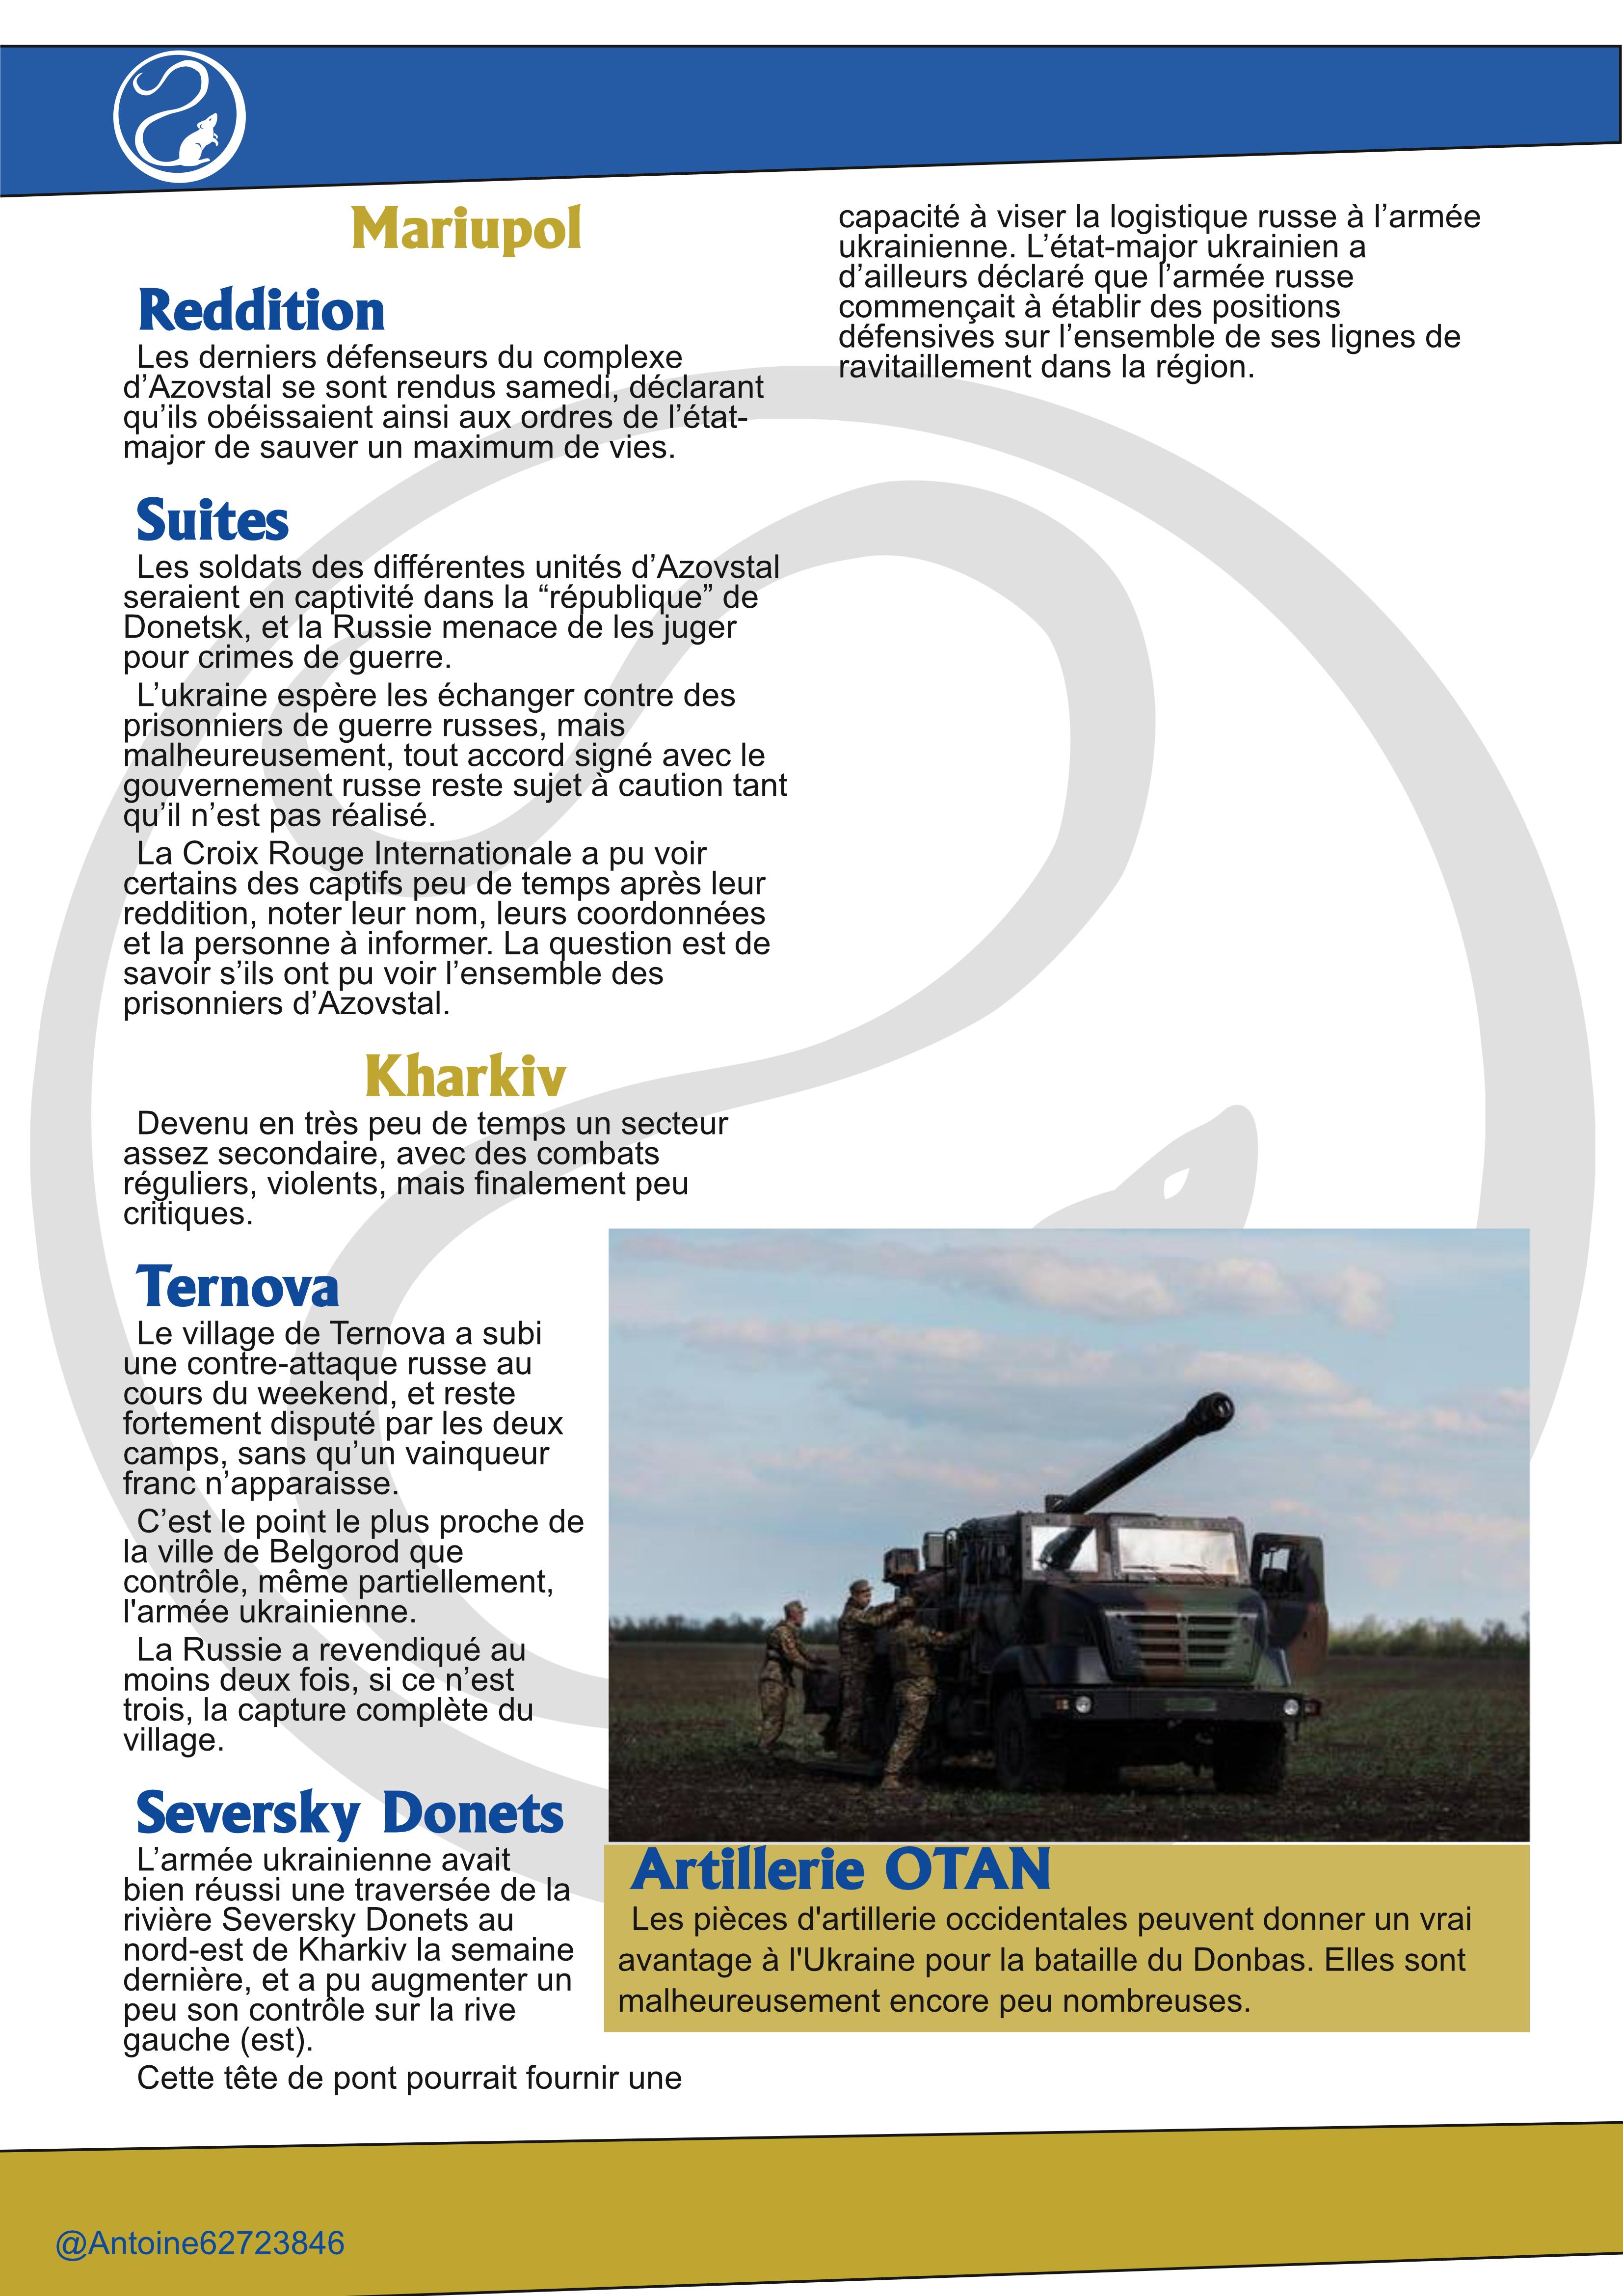 Mariupol
Reddition
Les derniers défenseurs du complexe
d’Azovstal se sont rendus samedi, déclarant
qu’ils obéissaient ainsi aux ordres de l’état-
major de sauver un maximum de vies.
Suites
Les soldats des différentes unités d’Azovstal
seraient en captivité dans la “république” de
Donetsk, et la Russie menace de les juger
pour crimes de guerre.
L’ukraine espère les échanger contre des
prisonniers de guerre russes, mais
malheureusement, tout accord signé avec le
gouvernement russe reste sujet à caution tant
qu’il n’est pas réalisé.
La Croix Rouge Internationale a pu voir
certains des captifs peu de temps après leur
reddition, noter leur nom, leurs coordonnées
et la personne à informer. La question est de
savoir s’ils ont pu voir l’ensemble des
prisonniers d’Azovstal.
Kharkiv
Devenu en très peu de temps un secteur
assez secondaire, avec des combats
réguliers, violents, mais finalement peu
critiques.
Ternova
Le village de Ternova a subi
une contre-attaque russe au
cours du weekend, et reste
fortement disputé par les deux
camps, sans qu’un vainqueur
franc n’apparaisse.
C’est le point le plus proche de
la ville de Belgorod que
contrôle, même partiellement,
l'armée ukrainienne.
La Russie a revendiqué au
moins deux fois, si ce n’est
trois, la capture complète du
village.
Seversky Donets
L’armée ukrainienne avait
bien réussi une traversée de la
rivière Seversky Donets au
nord-est de Kharkiv la semaine
dernière, et a pu augmenter un
peu son contrôle sur la rive
gauche (est).
Cette tête de pont pourrait fournir une
capacité à viser la logistique russe à l’armée
ukrainienne. L’état-major ukrainien a
d’ailleurs déclaré que l’armée russe
commençait à établir des positions
défensives sur l’ensemble de ses lignes de
ravitaillement dans la région.
Artillerie OTAN
Les pièces d'artillerie occidentales peuvent donner un vrai
avantage à l'Ukraine pour la bataille du Donbas. Elles sont
malheureusement encore peu nombreuses.
@Antoine62723846